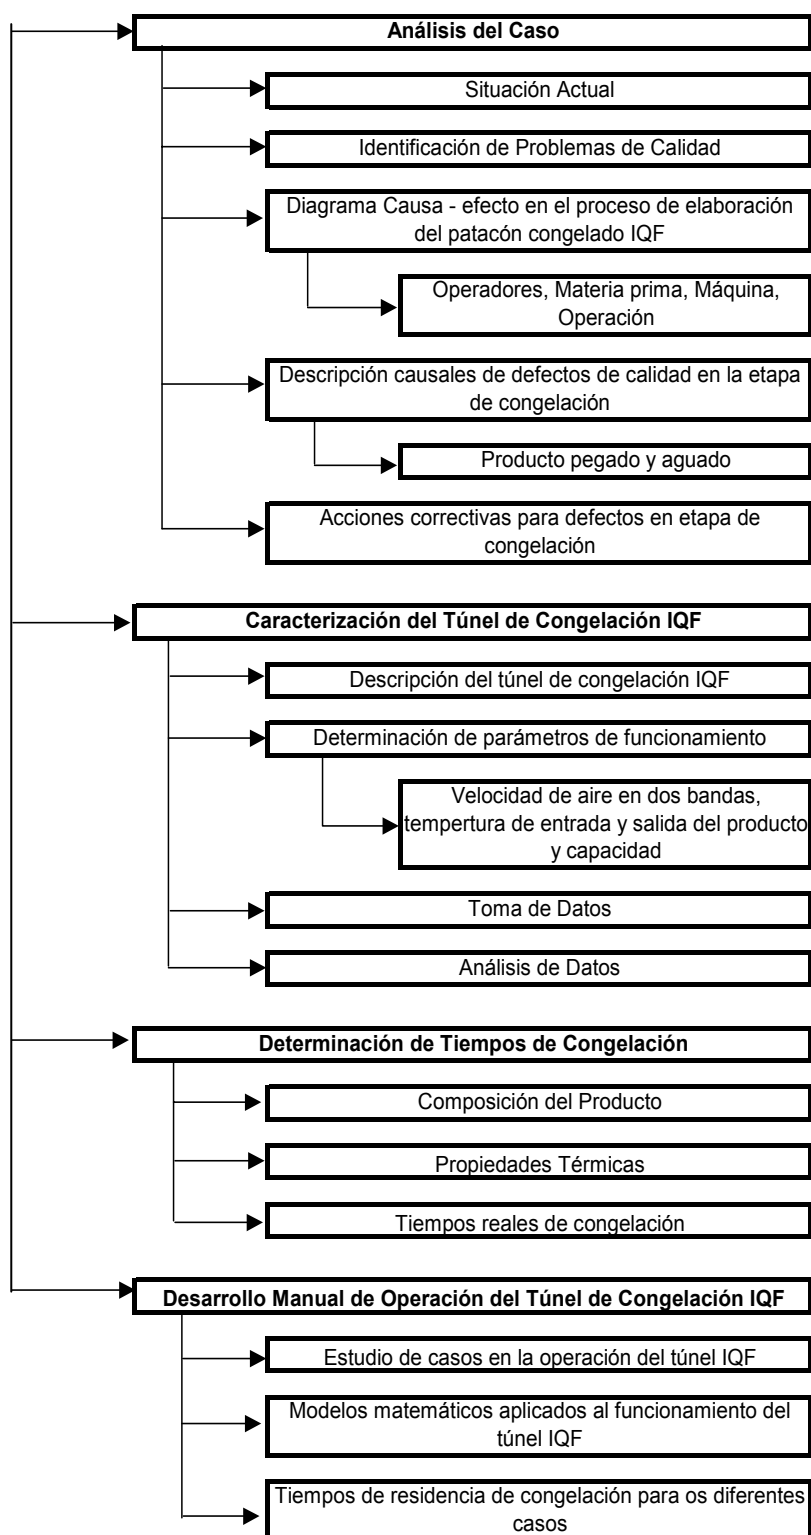 Análisis del Caso
Situación Actual
Identificación de Problemas de Calidad
Diagrama Causa - efecto en el proceso de elaboración
del patacón congelado IQF
Operadores, Materia prima, Máquina,
Operación
Descripción causales de defectos de calidad en la etapa
de congelación
Producto pegado y aguado
Acciones correctivas para defectos en etapa de
congelación
Caracterización del Túnel de Congelación IQF
Descripción del túnel de congelación IQF
Determinación de parámetros de funcionamiento
Velocidad de aire en dos bandas,
tempertura de entrada y salida del producto
y capacidad
Toma de Datos
Análisis de Datos
Determinación de Tiempos de Congelación
Composición del Producto
Propiedades Térmicas
Tiempos reales de congelación
Desarrollo Manual de Operación del Túnel de Congelación IQF
Estudio de casos en la operación del túnel IQF
Modelos matemáticos aplicados al funcionamiento del
túnel IQF
Tiempos de residencia de congelación para os diferentes
casos